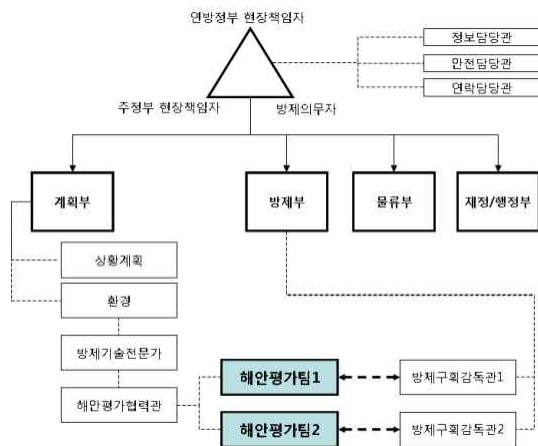 연방정부 현장책임자
정보담당관
안전담당관
연락담당관
주정부 현장책임자
방제의무자
계획부
방제부
물류부
재정/행정부
상황계획
환경
방제기술전문가
해안평가협력관
해안평가팀1
방제구획감독관1
해안평가팀2
방제구획감독관2